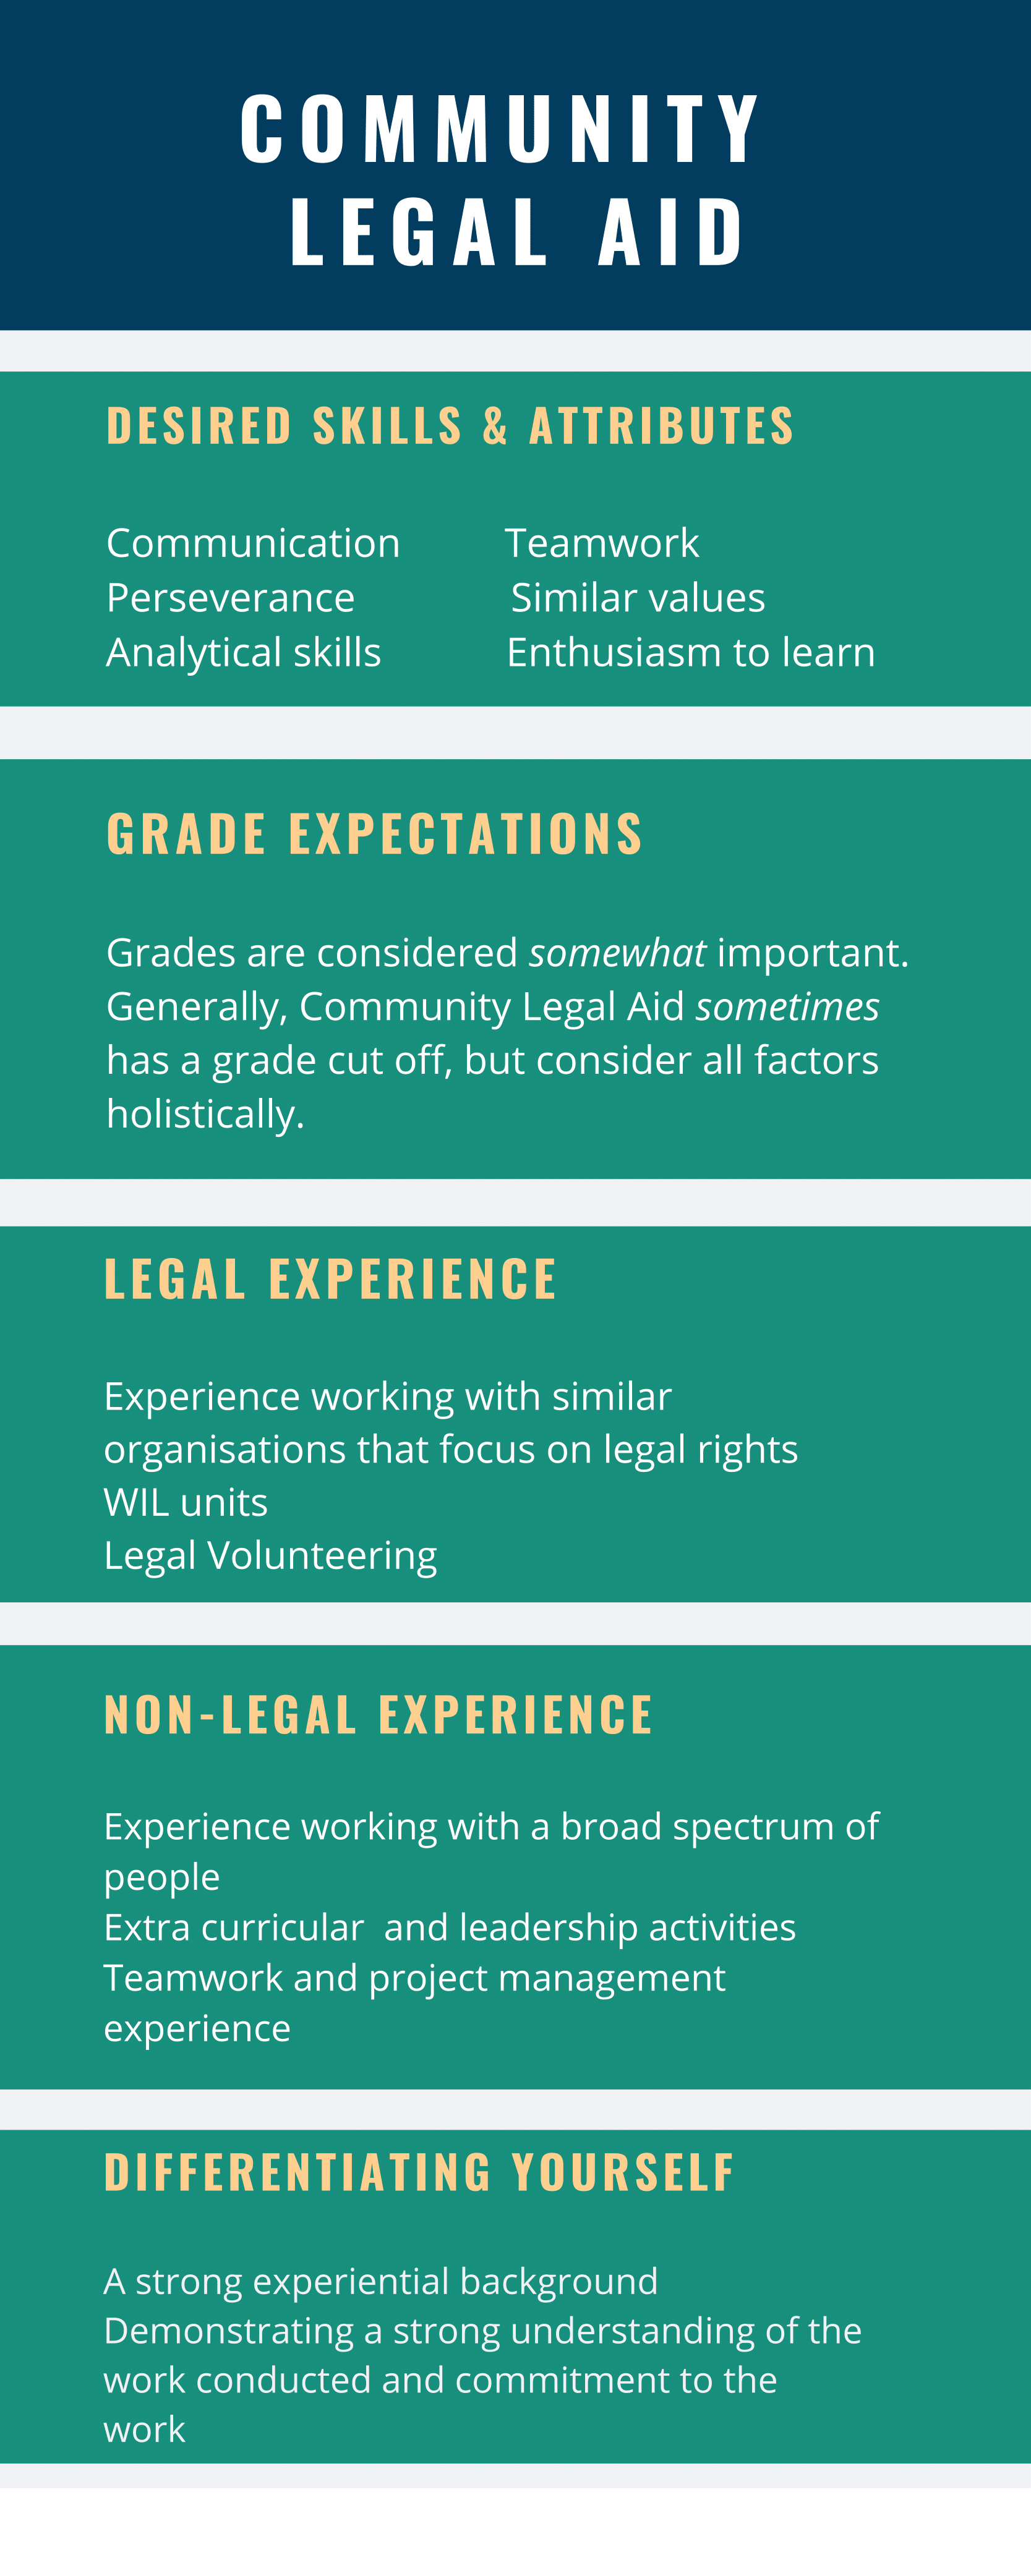 COMMUNITY
LEGAL AID
DESIRED SKILLS & ATTRIBUTES
Communication Teamwork
Perseverance Similar values
Analytical skills Enthusiasm to learn
GRADE EXPECTATIONS
Grades are considered somewhat important.
Generally, Community Legal Aid sometimes
has a grade cut off, but consider all factors
holistically.
LEGAL EXPERIENCE
Experience working with similar
organisations that focus on legal rights
WIL units
Legal Volunteering
NON-LEGAL EXPERIENCE
Experience working with a broad spectrum of
people
Extra curricular and leadership activities
Teamwork and project management
experience
DIFFERENTIATING YOURSELF
A strong experiential background
Demonstrating a strong understanding of the
work conducted and commitment to the
work